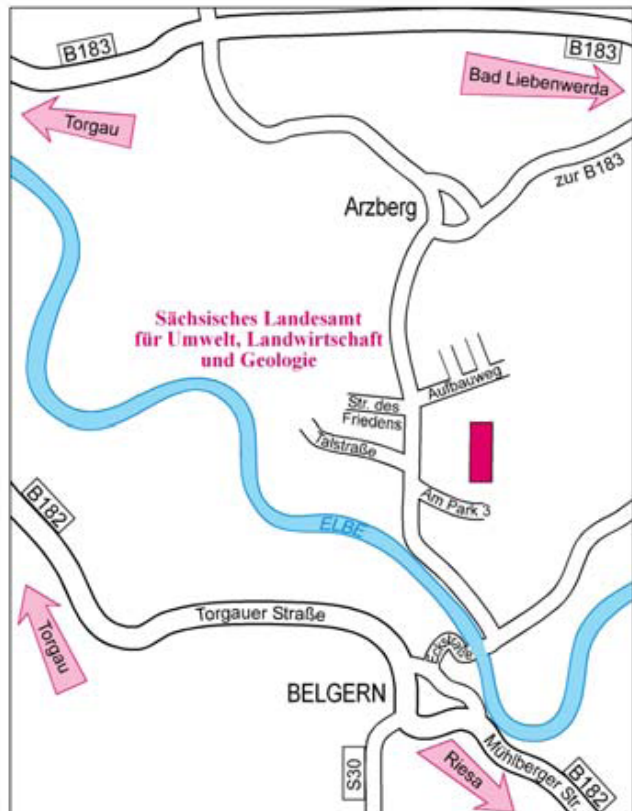 B183
B183
Bad Liebenwerda
Torgau
zur B183
Arzberg
Sächsisches Landesamt
für Umwelt, Landwirtschaft
und Geologie
Aufbauweg
Str. des
Friedens
Talstraße
Am Park 3
B182
ELBE
Torgauer Straße
Eckstraße
Torgau
BELGERN
Mühlberger Str.
S30
Riesa
B182